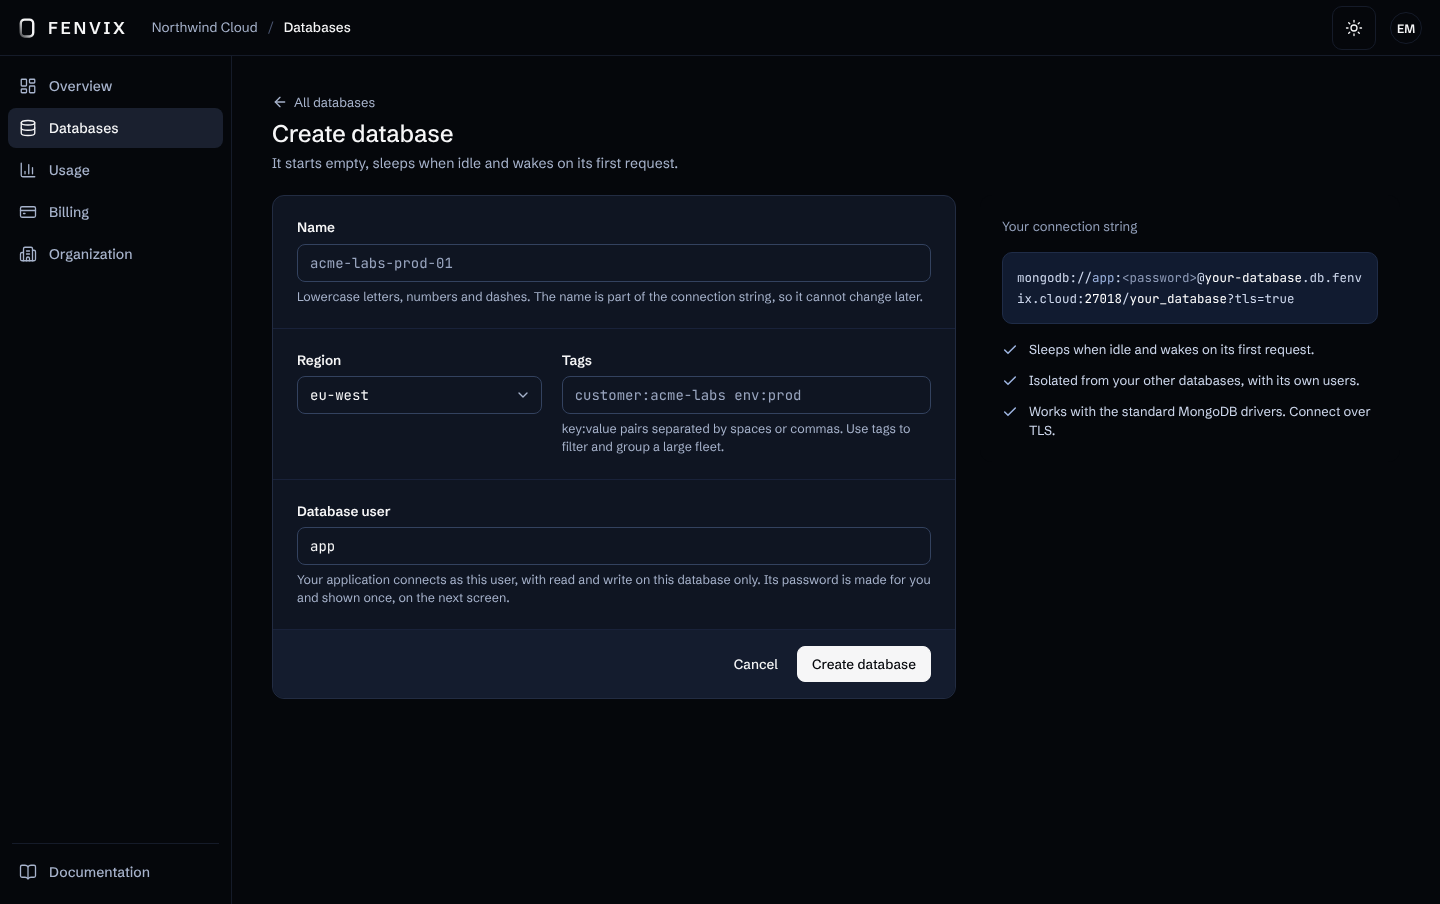 FENVIX
Northwind Cloud / Databases
EM
Overview
Databases
Usage
Billing
Organization
Documentation
All databases
Create database
It starts empty, sleeps when idle and wakes on its first request.
Name
acme-labs-prod-01
Lowercase letters, numbers and dashes. The name is part of the connection string, so it cannot change later.
Region
eu-west
Tags
customer:acme-labs env:prod
key:value pairs separated by spaces or commas. Use tags to
filter and group a large fleet.
Database user
app
Your application connects as this user, with read and write on this database only. Its password is made for you
and shown once, on the next screen.
Cancel
Create database
Your connection string
mongodb://app:<password>@your-database.db.fenv
ix.cloud:27018/your_database?tls=true
Sleeps when idle and wakes on its first request.
Isolated from your other databases, with its own users.
Works with the standard MongoDB drivers. Connect over
TLS.